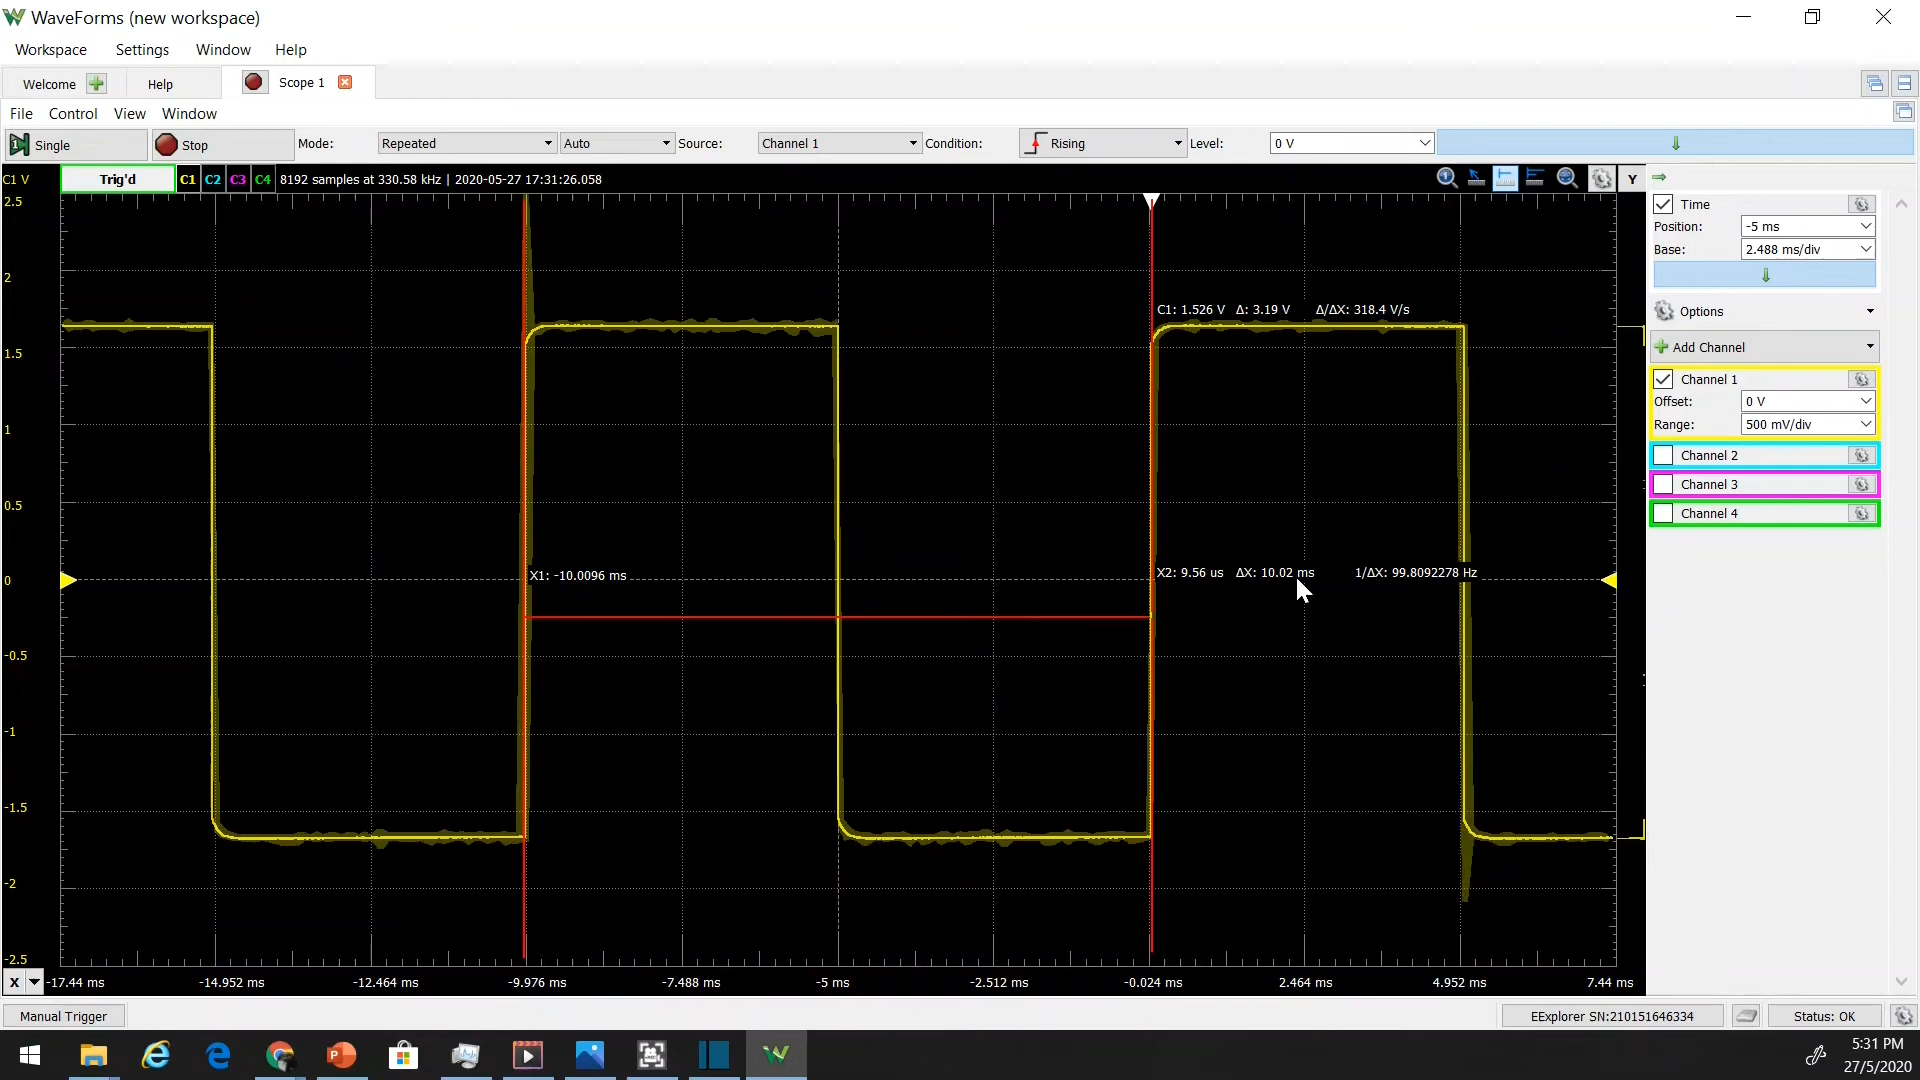 WaveForms (new workspace)
Workspace Settings Window Help
Welcome Help Scope 1
File Control View Window
Single Stop Mode: Repeated Auto Source: Channel 1 Condition: Rising Level: 0 V
C1 V Trig'd C1 C2 C3 C4 8192 samples at 330.58 kHz | 2020-05-27 17:31:26.058 Y
2.5
2
1.5
1
0.5
0
-0.5
-1
-1.5
-2
-2.5
C1: 1.526 V Δ: 3.19 V Δ/ΔX: 318.4 V/s
X1: -10.0096 ms
X2: 9.56 us ΔX: 10.02 ms 1/ΔX: 99.8092278 Hz
X -17.44 ms -14.952 ms -12.464 ms -9.976 ms -7.488 ms -5 ms -2.512 ms -0.024 ms 2.464 ms 4.952 ms 7.44 ms
Time
Position: -5 ms
Base: 2.488 ms/div
Options
Add Channel
Channel 1
Offset: 0 V
Range: 500 mV/div
Channel 2
Channel 3
Channel 4
Manual Trigger EExplorer SN:210151646334 Status: OK
5:31 PM
27/5/2020